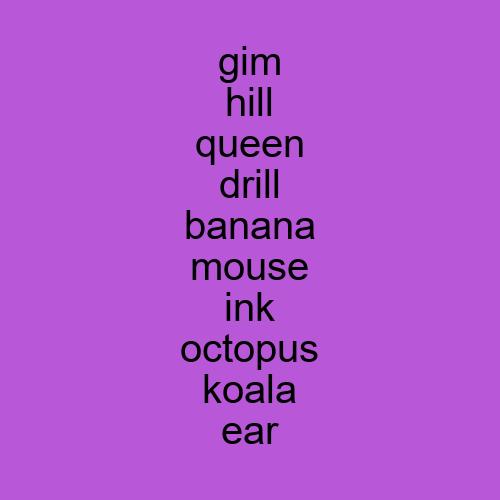 gim
hill
queen
drill
banana
mouse
ink
octopus
koala
ear